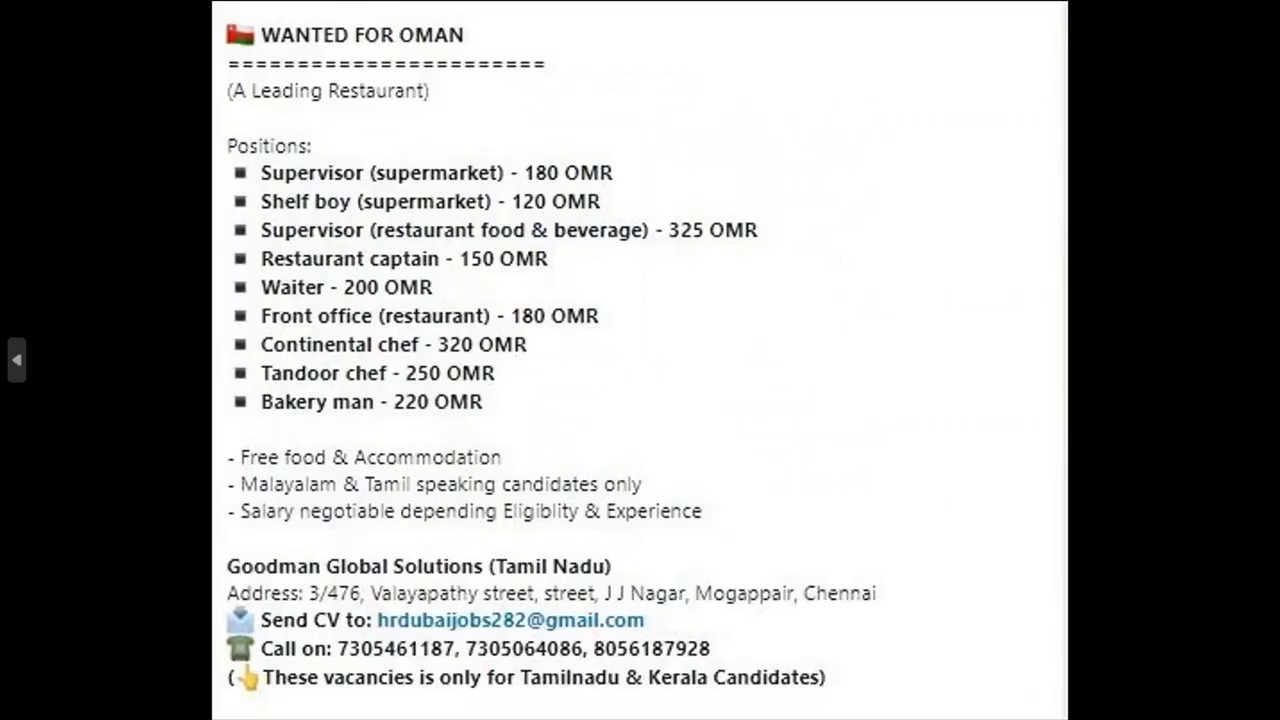 🇴🇲 WANTED FOR OMAN
=======================
(A Leading Restaurant)
Positions:
▪ Supervisor (supermarket) - 180 OMR
▪ Shelf boy (supermarket) - 120 OMR
▪ Supervisor (restaurant food & beverage) - 325 OMR
▪ Restaurant captain - 150 OMR
▪ Waiter - 200 OMR
▪ Front office (restaurant) - 180 OMR
▪ Continental chef - 320 OMR
▪ Tandoor chef - 250 OMR
▪ Bakery man - 220 OMR
- Free food & Accommodation
- Malayalam & Tamil speaking candidates only
- Salary negotiable depending Eligiblity & Experience
Goodman Global Solutions (Tamil Nadu)
Address: 3/476, Valayapathy street, street, J J Nagar, Mogappair, Chennai
📩 Send CV to: hrdubaijobs282@gmail.com
☎ Call on: 7305461187, 7305064086, 8056187928
(👆These vacancies is only for Tamilnadu & Kerala Candidates)